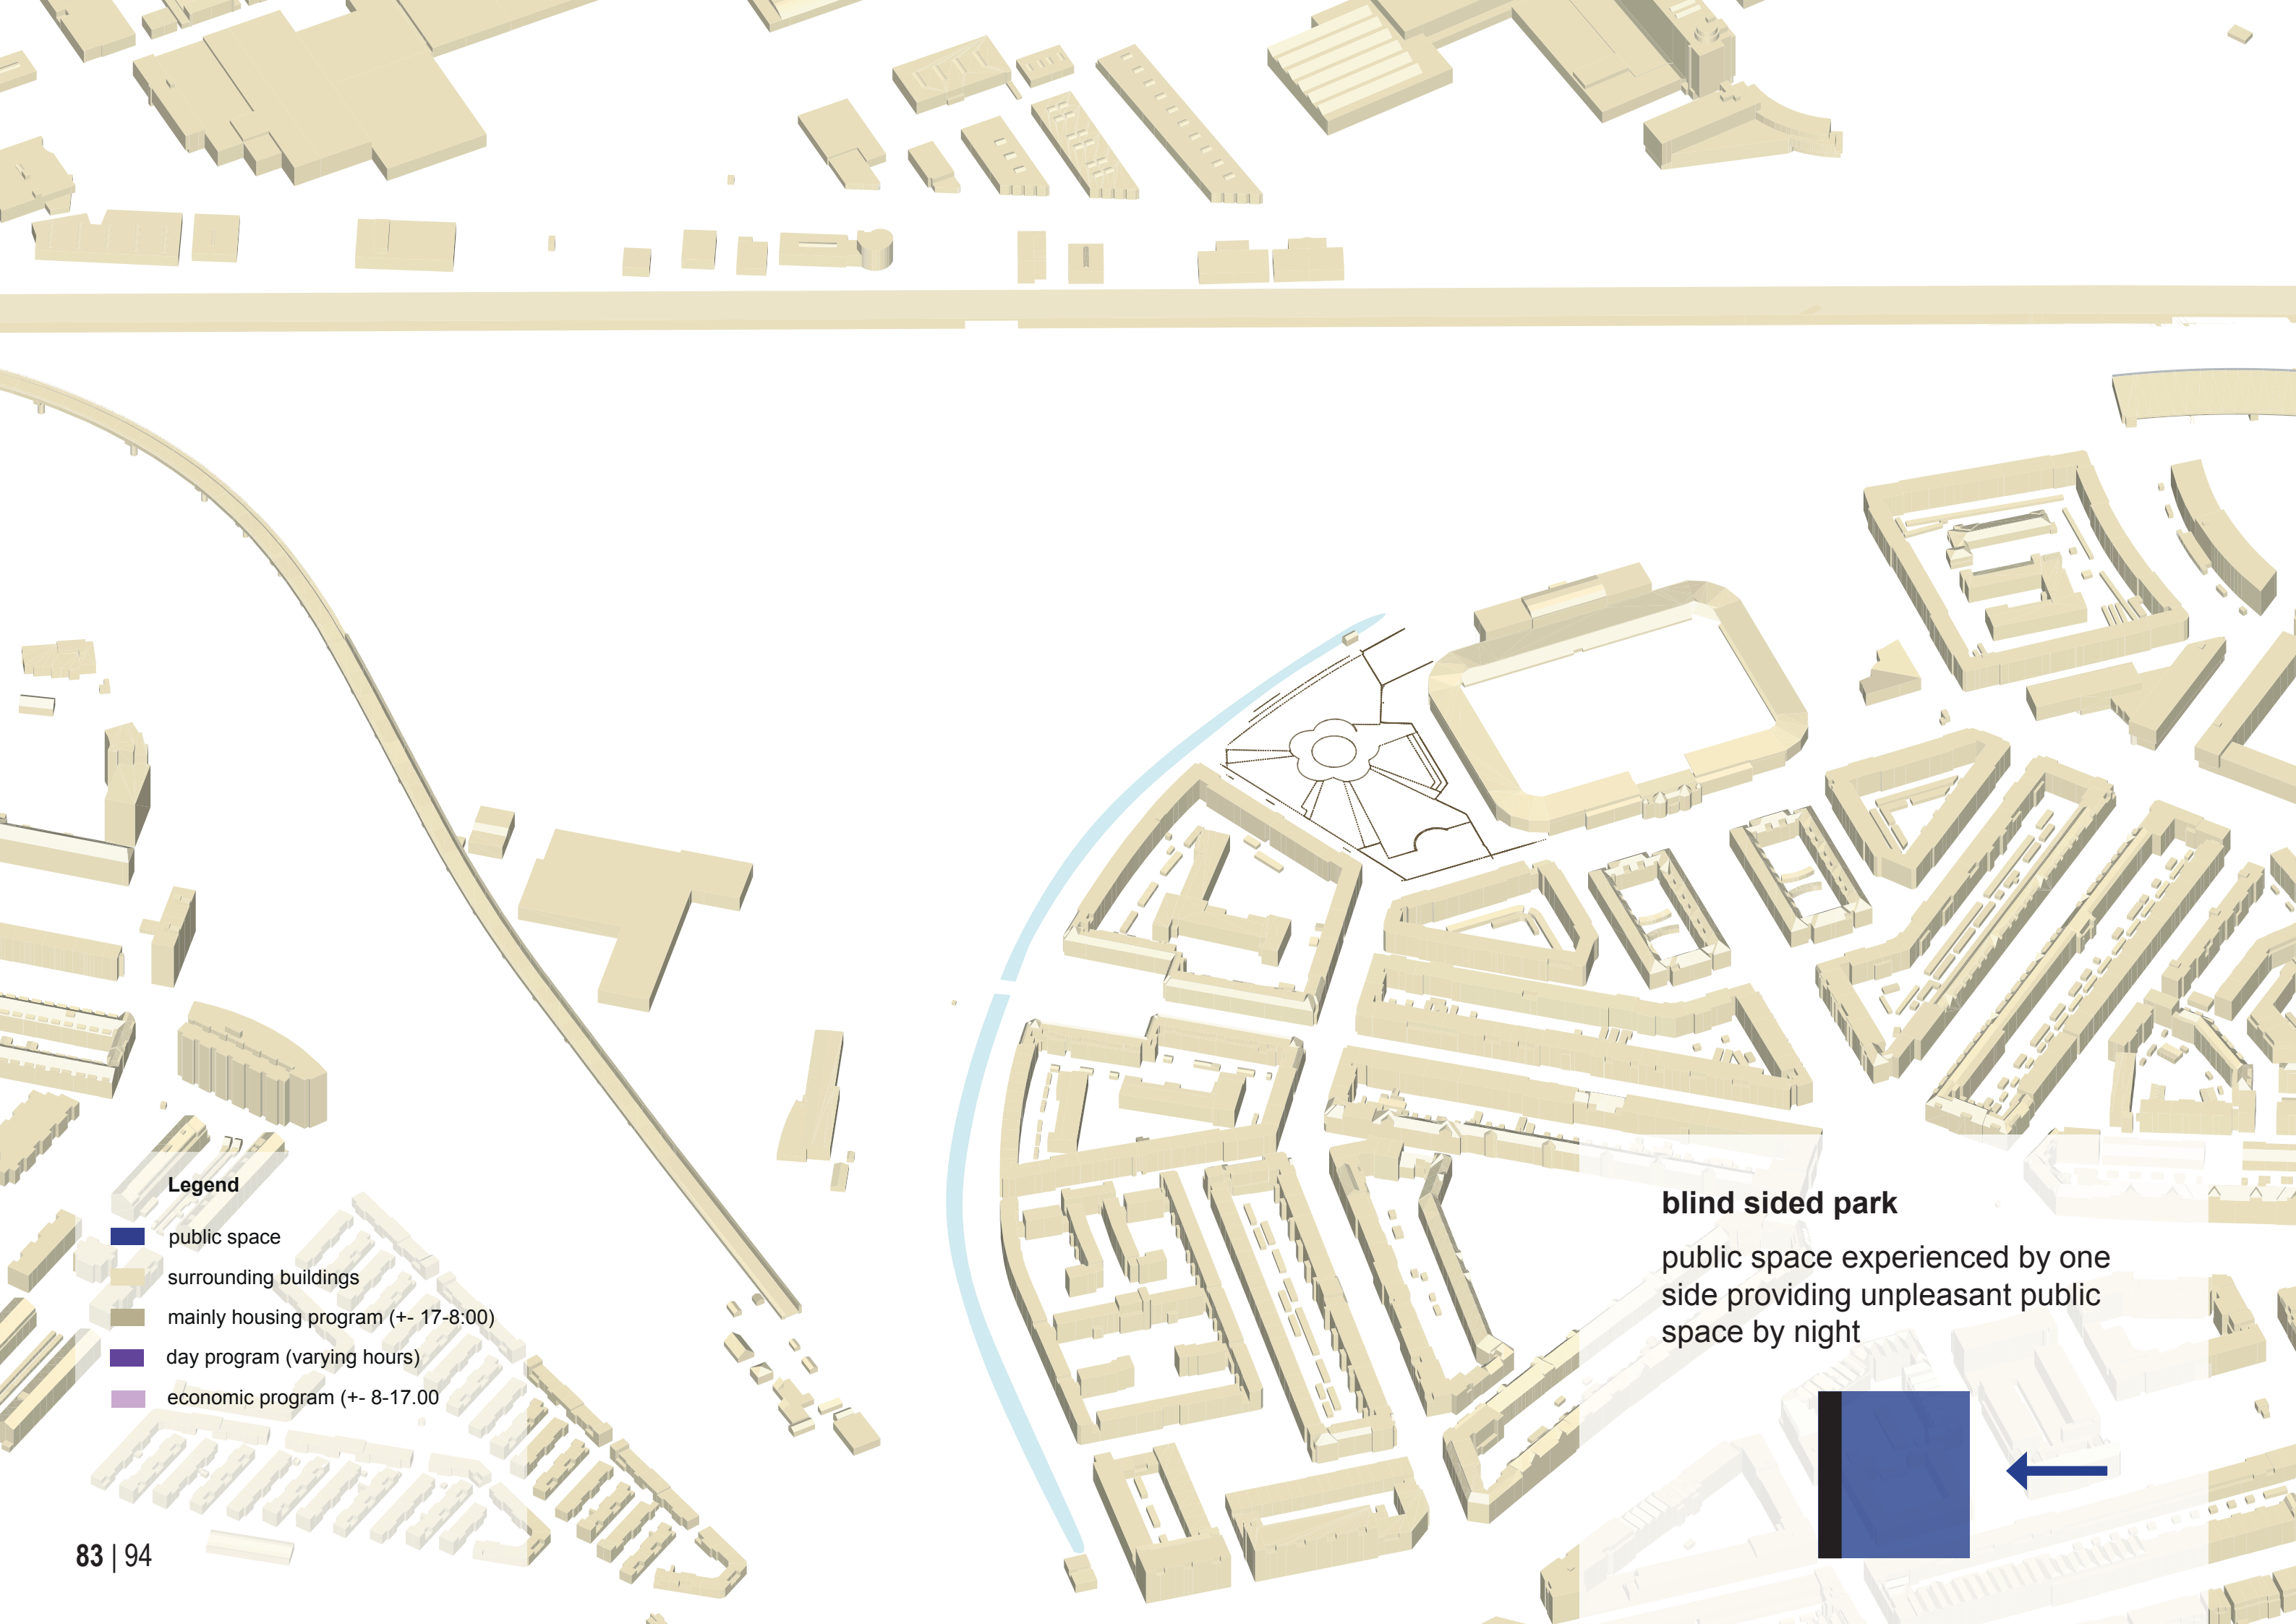 Legend
public space
surrounding buildings
mainly housing program (+- 17-8:00)
day program (varying hours)
economic program (+- 8-17.00
blind sided park
public space experienced by one
side providing unpleasant public
space by night
83 | 94